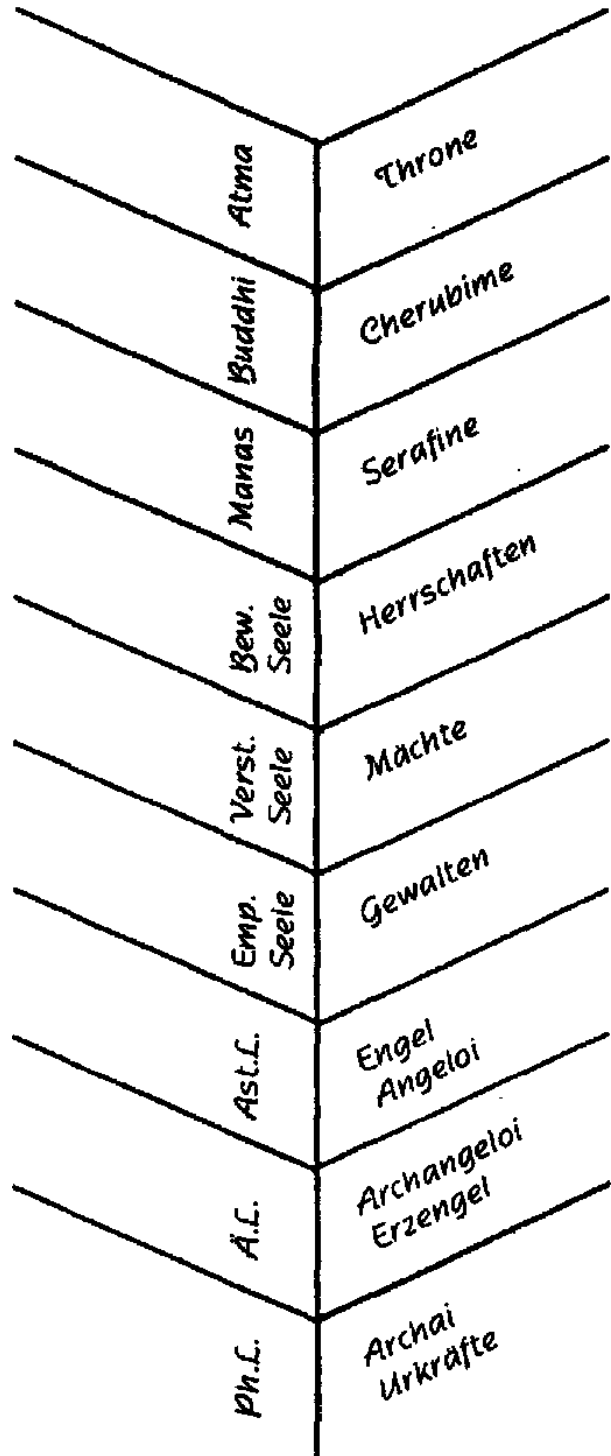 Atma
Throne
Buddhi
Cherubime
Manas
Serafine
Bew.
Seele
Herrschaften
Verst.
Seele
Mächte
Emp.
Seele
Gewalten
Ast.L.
Engel
Angeloi
Ä.L.
Archangeloi
Erzengel
Ph.L.
Archai
Urkräfte